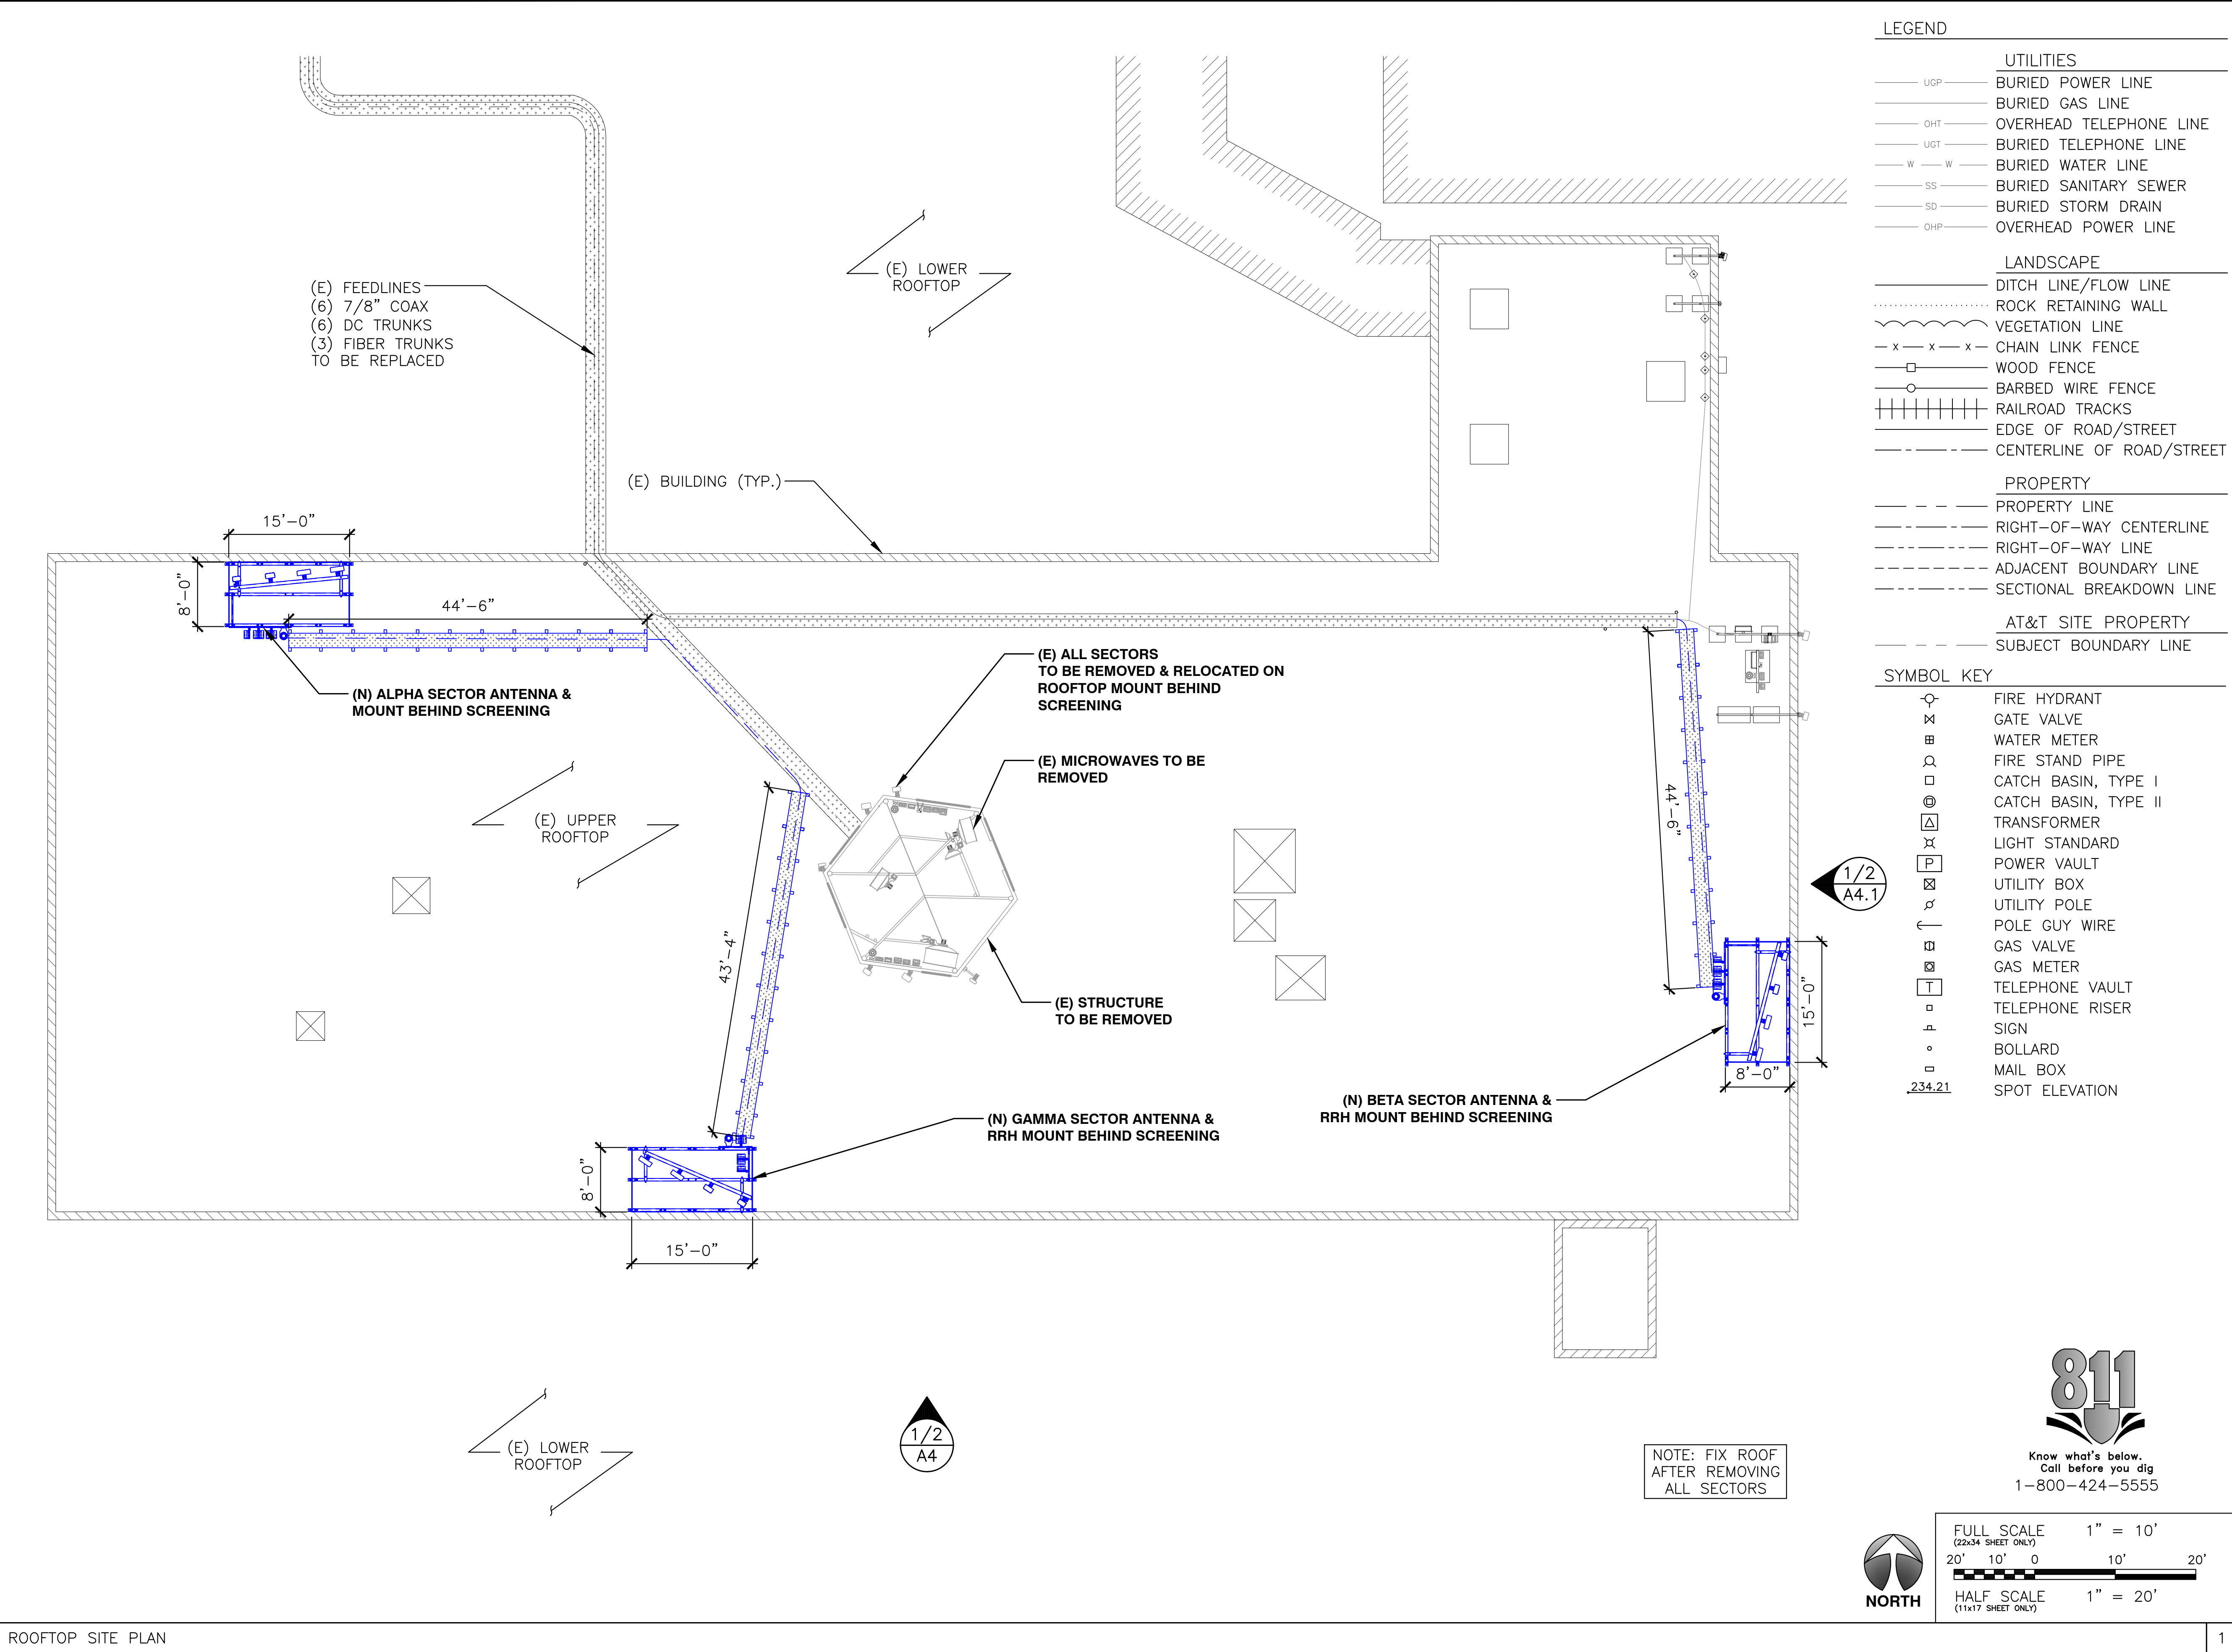 LEGEND
UTILITIES
UGP BURIED POWER LINE
BURIED GAS LINE
OHT OVERHEAD TELEPHONE LINE
UGT BURIED TELEPHONE LINE
W W BURIED WATER LINE
SS BURIED SANITARY SEWER
SD BURIED STORM DRAIN
OHP OVERHEAD POWER LINE
LANDSCAPE
DITCH LINE/FLOW LINE
ROCK RETAINING WALL
VEGETATION LINE
x x x CHAIN LINK FENCE
WOOD FENCE
BARBED WIRE FENCE
RAILROAD TRACKS
EDGE OF ROAD/STREET
CENTERLINE OF ROAD/STREET
PROPERTY
PROPERTY LINE
RIGHT-OF-WAY CENTERLINE
RIGHT-OF-WAY LINE
ADJACENT BOUNDARY LINE
SECTIONAL BREAKDOWN LINE
AT&T SITE PROPERTY
SUBJECT BOUNDARY LINE
SYMBOL KEY
FIRE HYDRANT
GATE VALVE
WATER METER
FIRE STAND PIPE
CATCH BASIN, TYPE I
CATCH BASIN, TYPE II
TRANSFORMER
LIGHT STANDARD
P POWER VAULT
UTILITY BOX
UTILITY POLE
POLE GUY WIRE
GAS VALVE
GAS METER
T TELEPHONE VAULT
TELEPHONE RISER
SIGN
BOLLARD
MAIL BOX
234.21 SPOT ELEVATION
(E) LOWER
ROOFTOP
(E) FEEDLINES
(6) 7/8" COAX
(6) DC TRUNKS
(3) FIBER TRUNKS
TO BE REPLACED
(E) BUILDING (TYP.)
15'-0"
8'-0"
44'-6"
(N) ALPHA SECTOR ANTENNA &
MOUNT BEHIND SCREENING
(E) ALL SECTORS
TO BE REMOVED & RELOCATED ON
ROOFTOP MOUNT BEHIND
SCREENING
(E) MICROWAVES TO BE
REMOVED
(E) UPPER
ROOFTOP
44'-6"
1/2
A4.1
43'-4"
(E) STRUCTURE
TO BE REMOVED
15'-0"
8'-0"
(N) BETA SECTOR ANTENNA &
RRH MOUNT BEHIND SCREENING
(N) GAMMA SECTOR ANTENNA &
RRH MOUNT BEHIND SCREENING
8'-0"
15'-0"
(E) LOWER
ROOFTOP
1/2
A4
NOTE: FIX ROOF
AFTER REMOVING
ALL SECTORS
811
Know what's below.
Call before you dig
1-800-424-5555
NORTH
FULL SCALE 1" = 10'
(22x34 SHEET ONLY)
20' 10' 0 10' 20'
HALF SCALE 1" = 20'
(11x17 SHEET ONLY)
ROOFTOP SITE PLAN
1